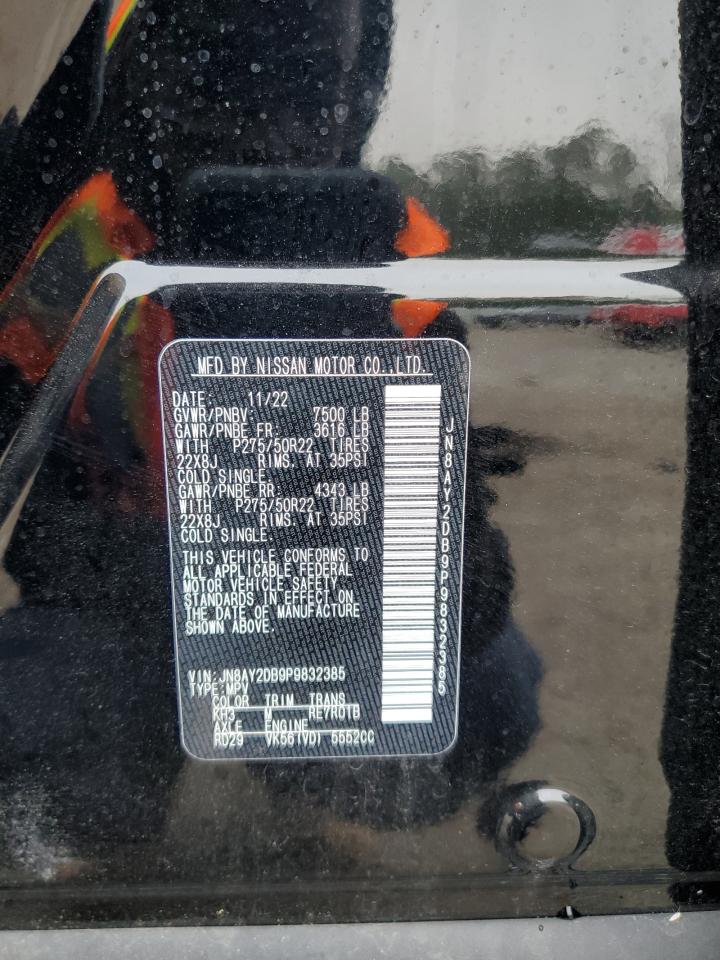 MFD BY NISSAN MOTOR CO.,LTD.
DATE: 11/22
GVWR/PNBV: 7500 LB
GAWR/PNBE FR: 3616 LB
WITH P275/50R22 TIRES
22X8J RIMS. AT 35PSI
COLD SINGLE.
GAWR/PNBE RR: 4343 LB
WITH P275/50R22 TIRES
22X8J RIMS. AT 35PSI
COLD SINGLE.
THIS VEHICLE CONFORMS TO
ALL APPLICABLE FEDERAL
MOTOR VEHICLE SAFETY
STANDARDS IN EFFECT ON
THE DATE OF MANUFACTURE
SHOWN ABOVE.
VIN:JN8AY2DB9P9832385
TYPE:MPV
COLOR TRIM TRANS
KH3 M RE7R01B
AXLE ENGINE
RD29 VK56(VD) 5552CC
JN8AY2DB9P9832385